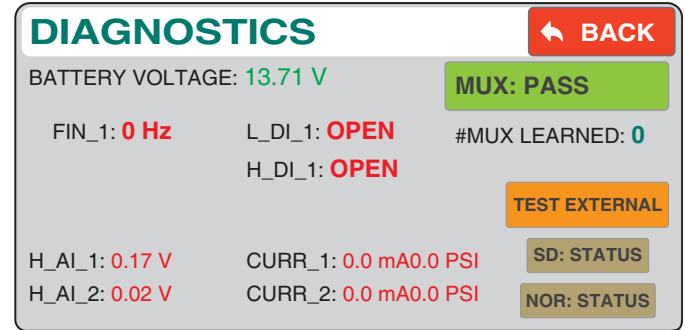 DIAGNOSTICS BACK
BATTERY VOLTAGE: 13.71 V MUX: PASS
FIN_1: 0 Hz L_DI_1: OPEN #MUX LEARNED: 0
H_DI_1: OPEN
TEST EXTERNAL
H_AI_1: 0.17 V CURR_1: 0.0 mA0.0 PSI SD: STATUS
H_AI_2: 0.02 V CURR_2: 0.0 mA0.0 PSI NOR: STATUS